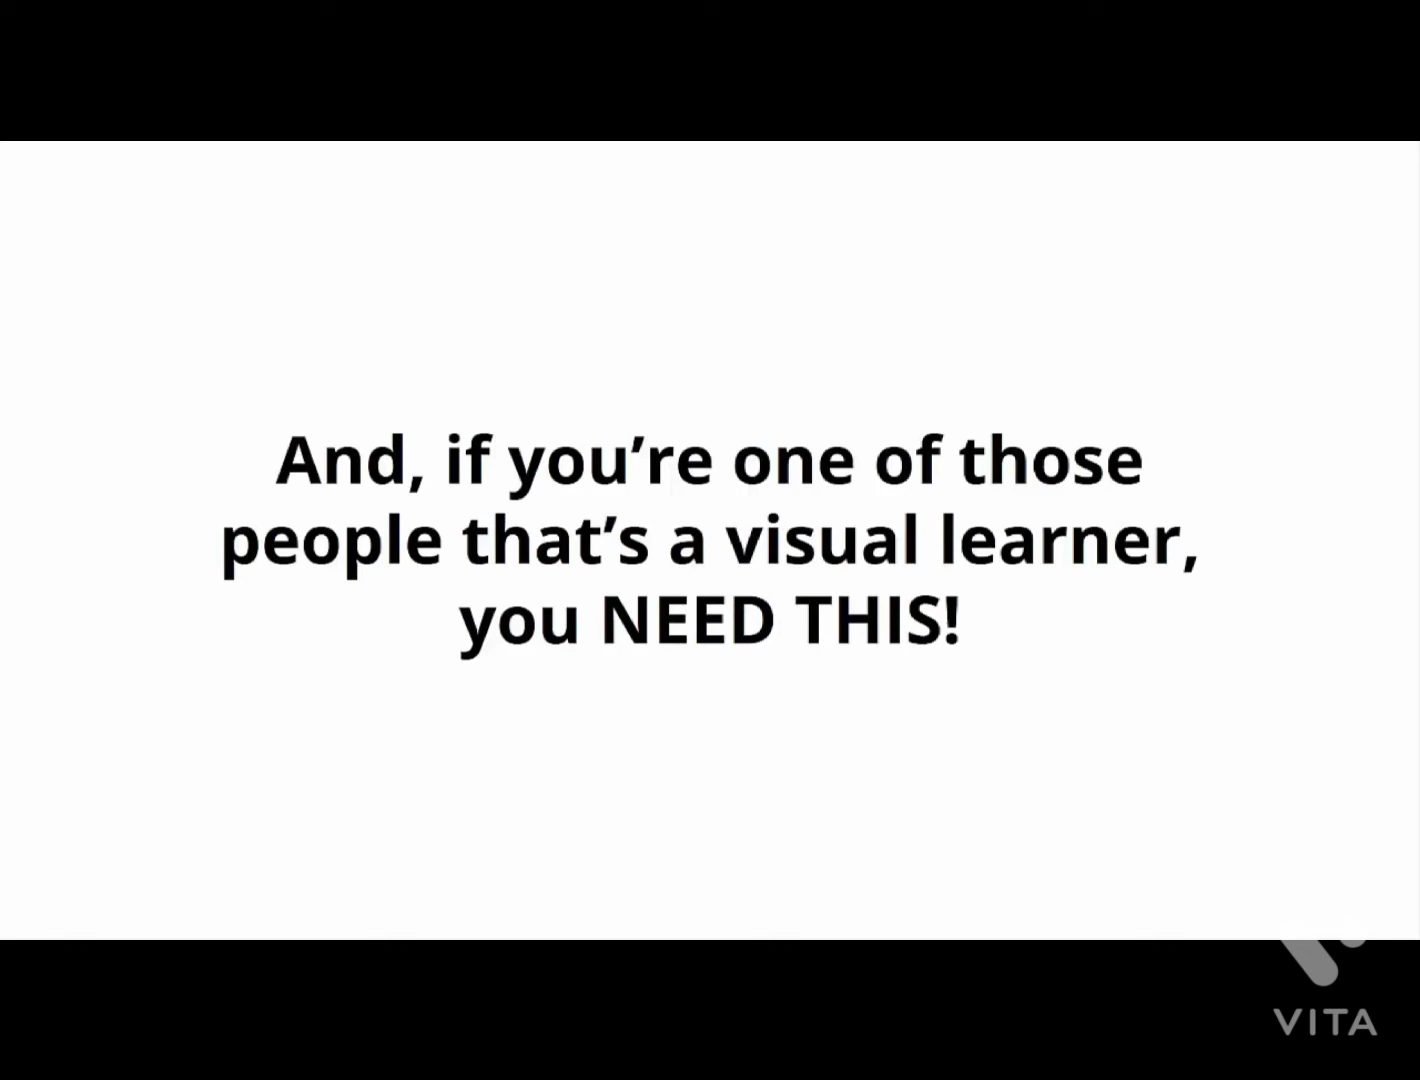 And, if you’re one of those
people that’s a visual learner,
you NEED THIS!
VITA